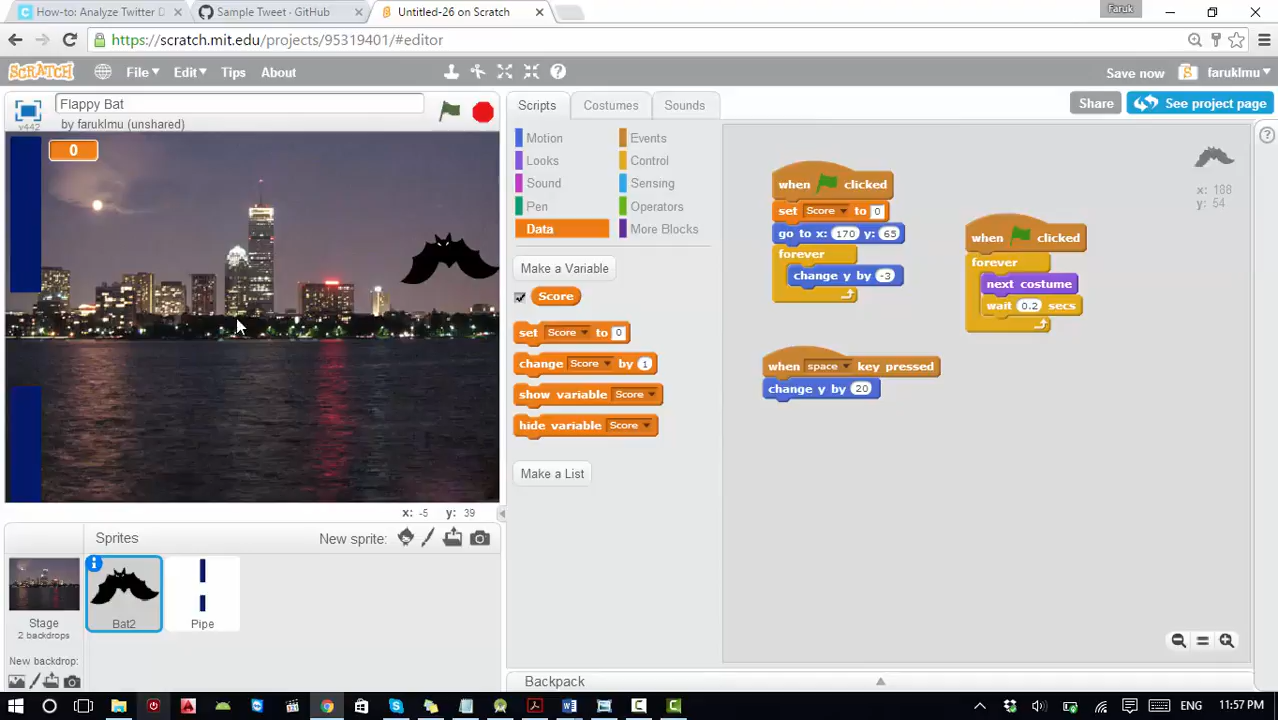 How-to: Analyze Twitter D
Sample Tweet · GitHub
Untitled-26 on Scratch
Faruk
https://scratch.mit.edu/projects/95319401/#editor
SCRATCH
File
Edit
Tips
About
Save now
faruklmu
Flappy Bat
by faruklmu (unshared)
v442
Scripts
Costumes
Sounds
Share
See project page
0
Motion
Events
Looks
Control
Sound
Sensing
Pen
Operators
Data
More Blocks
Make a Variable
Score
set Score to 0
change Score by 1
show variable Score
hide variable Score
Make a List
when clicked
set Score to 0
go to x: 170 y: 65
forever
change y by -3
when clicked
forever
next costume
wait 0.2 secs
when space key pressed
change y by 20
x: 188
y: 54
x: -5 y: 39
Sprites
New sprite:
Stage
2 backdrops
Bat2
Pipe
New backdrop:
Backpack
ENG
11:57 PM